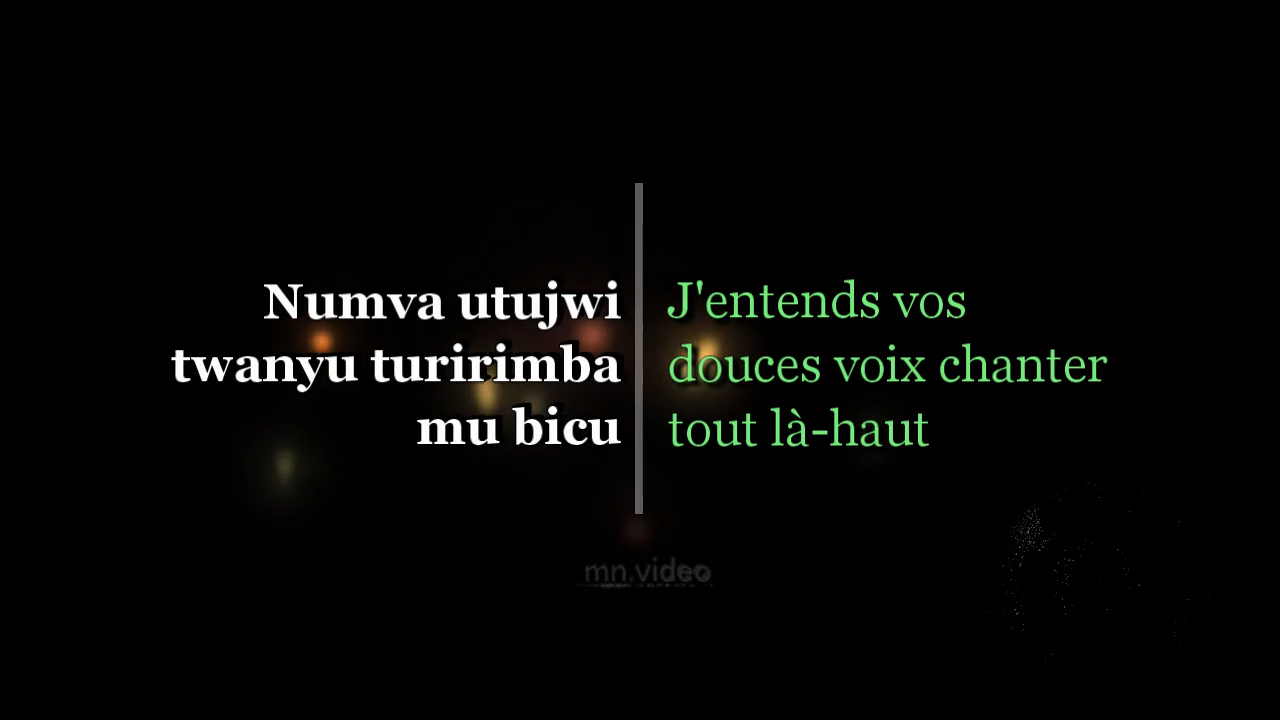 Numva utujwi
twanyu turirimba
mu bicu
J'entends vos
douces voix chanter
tout là-haut
mn.video